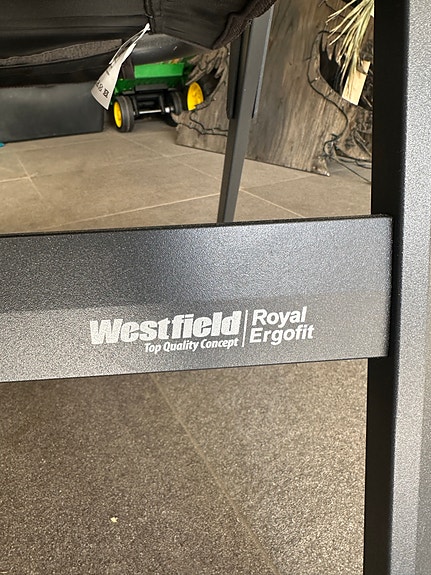 Westfield
Top Quality Concept
Royal
Ergofit